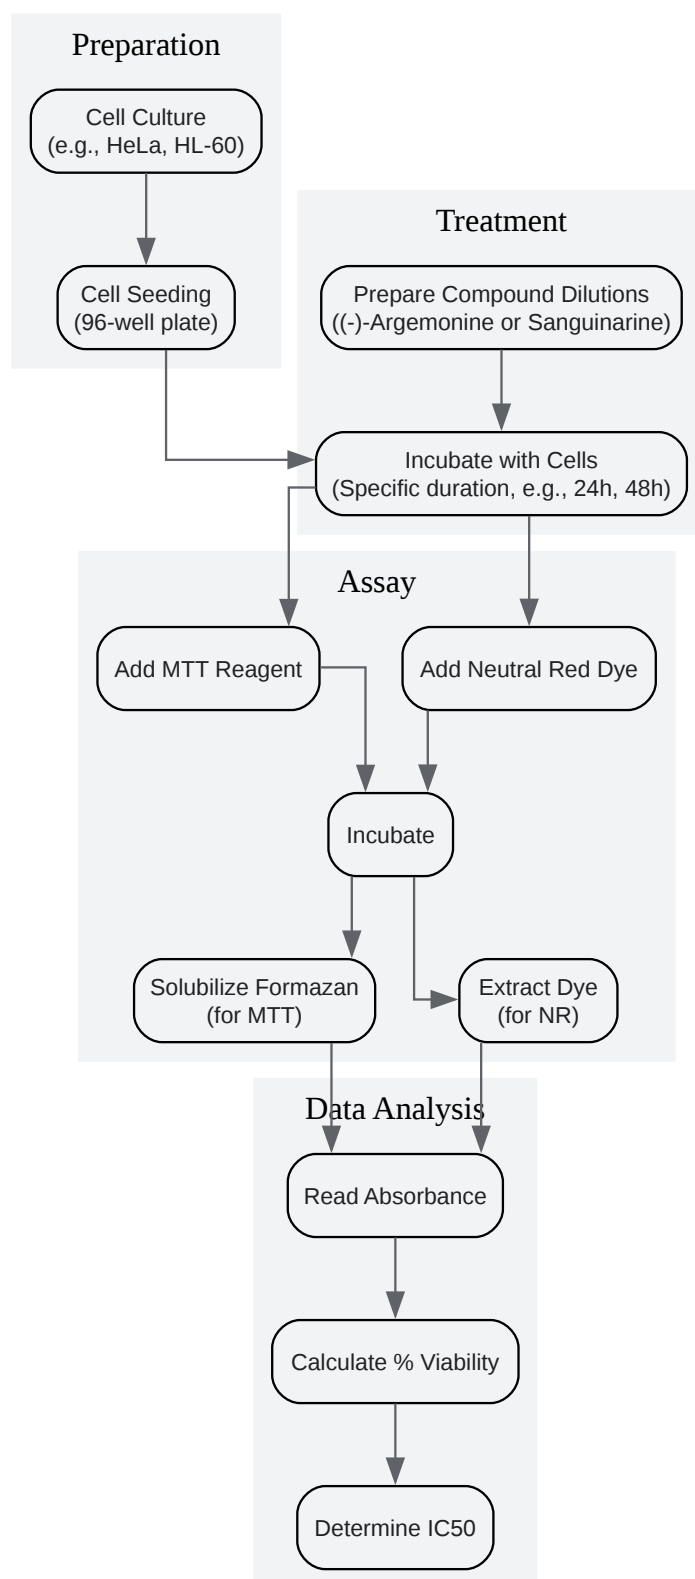 Preparation
Cell Culture
(e.g., HeLa, HL-60)
Cell Seeding
(96-well plate)
Treatment
Prepare Compound Dilutions
((-)-Argemonine or Sanguinarine)
Incubate with Cells
(Specific duration, e.g., 24h, 48h)
Assay
Add MTT Reagent
Add Neutral Red Dye
Incubate
Solubilize Formazan
(for MTT)
Extract Dye
(for NR)
Data Analysis
Read Absorbance
Calculate % Viability
Determine IC50